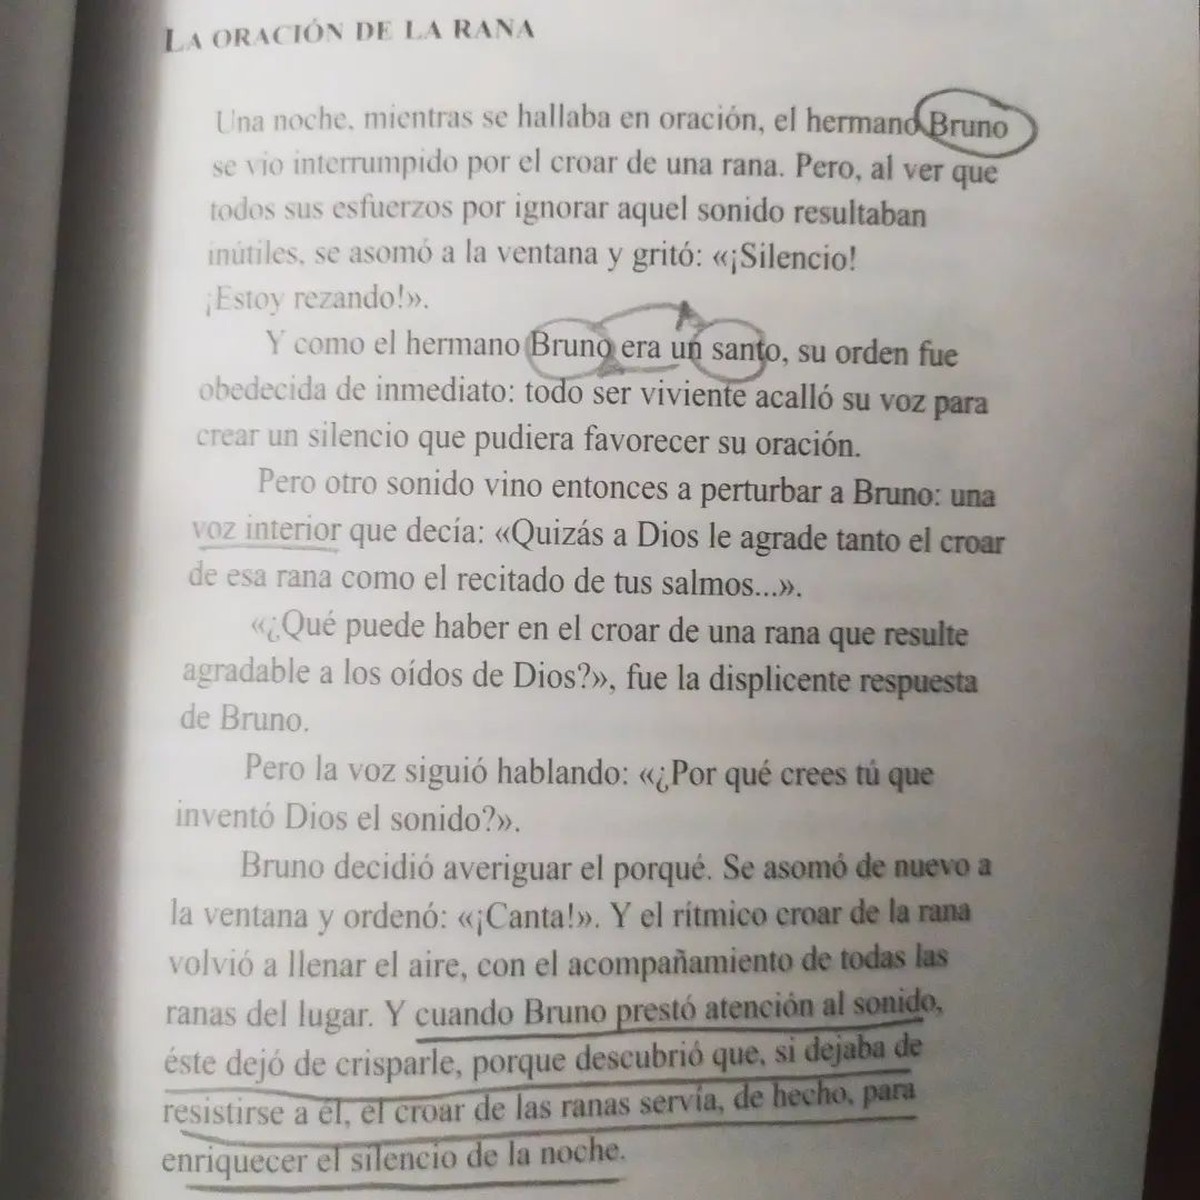 LA ORACIÓN DE LA RANA
Una noche, mientras se hallaba en oración, el hermano Bruno
se vio interrumpido por el croar de una rana. Pero, al ver que
todos sus esfuerzos por ignorar aquel sonido resultaban
inútiles, se asomó a la ventana y gritó: «¡Silencio!
¡Estoy rezando!».
Y como el hermano Bruno era un santo, su orden fue
obedecida de inmediato: todo ser viviente acalló su voz para
crear un silencio que pudiera favorecer su oración.
Pero otro sonido vino entonces a perturbar a Bruno: una
voz interior que decía: «Quizás a Dios le agrade tanto el croar
de esa rana como el recitado de tus salmos...».
«¿Qué puede haber en el croar de una rana que resulte
agradable a los oídos de Dios?», fue la displicente respuesta
de Bruno.
Pero la voz siguió hablando: «¿Por qué crees tú que
inventó Dios el sonido?».
Bruno decidió averiguar el porqué. Se asomó de nuevo a
la ventana y ordenó: «¡Canta!». Y el rítmico croar de la rana
volvió a llenar el aire, con el acompañamiento de todas las
ranas del lugar. Y cuando Bruno prestó atención al sonido,
éste dejó de crisparle, porque descubrió que, si dejaba de
resistirse a él, el croar de las ranas servía, de hecho, para
enriquecer el silencio de la noche.